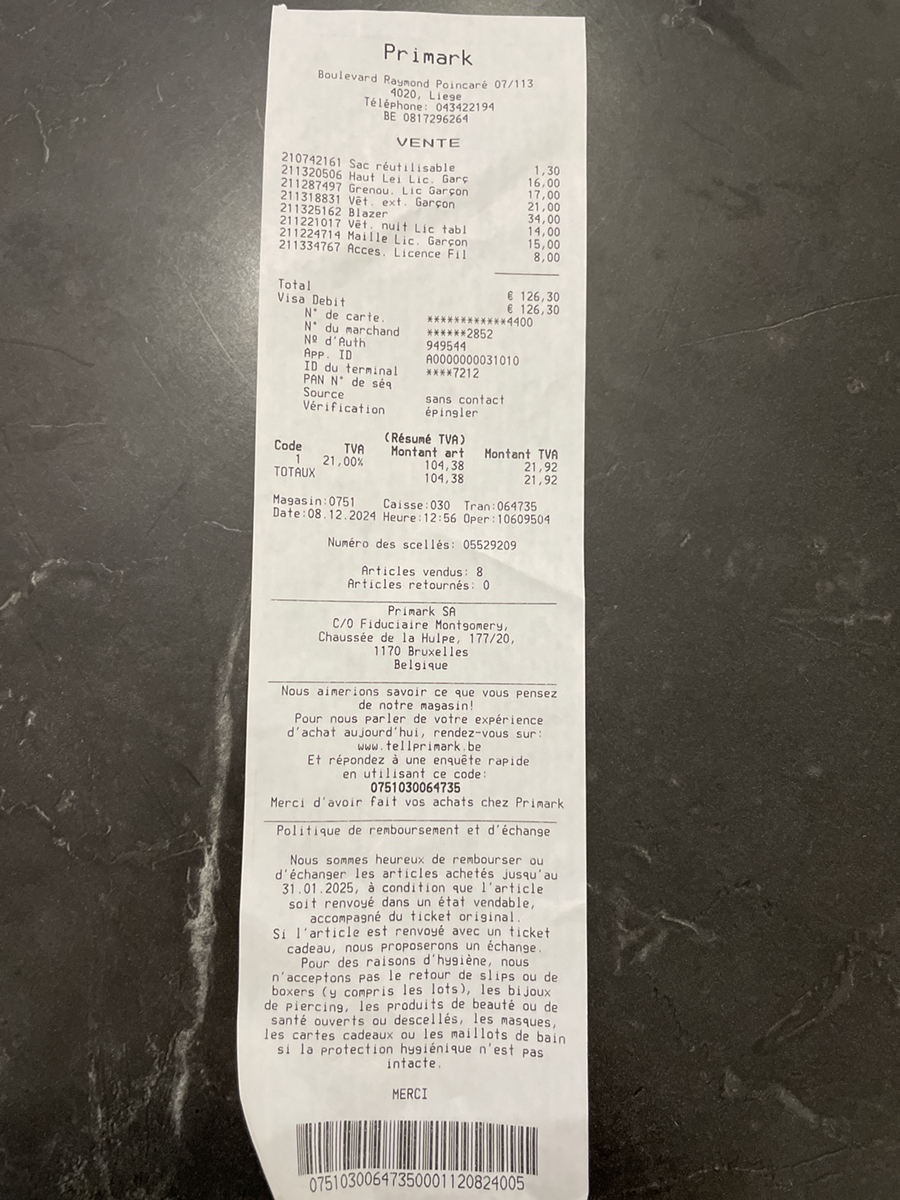 Primark
Boulevard Raymond Poincaré 07/113
4020, Liege
Téléphone: 043422194
BE 0817296264
VENTE
210742161 Sac réutilisable 1,30
211320506 Haut Lei Lic. Garç 16,00
211287497 Grenou. Lic Garçon 17,00
211318831 Vêt. ext. Garçon 21,00
211325162 Blazer 34,00
211221017 Vêt. nuit Lic tabl 14,00
211224714 Maille Lic. Garçon 15,00
211334767 Acces. Licence Fil 8,00
Total € 126,30
Visa Debit € 126,30
N° de carte. ************4400
N° du marchand ******2852
Nº d'Auth 949544
App. ID A0000000031010
ID du terminal ****7212
PAN N° de séq
Source sans contact
Vérification épingler
(Résumé TVA)
Code TVA Montant art Montant TVA
1 21,00% 104,38 21,92
TOTAUX 104,38 21,92
Magasin:0751 Caisse:030 Tran:064735
Date:08.12.2024 Heure:12:56 Oper:10609504
Numéro des scellés: 05529209
Articles vendus: 8
Articles retournés: 0
Primark SA
C/O Fiduciaire Montgomery,
Chaussée de la Hulpe, 177/20,
1170 Bruxelles
Belgique
Nous aimerions savoir ce que vous pensez
de notre magasin!
Pour nous parler de votre expérience
d'achat aujourd'hui, rendez-vous sur:
www.tellprimark.be
Et répondez à une enquête rapide
en utilisant ce code:
0751030064735
Merci d'avoir fait vos achats chez Primark
Politique de remboursement et d'échange
Nous sommes heureux de rembourser ou
d'échanger les articles achetés jusqu'au
31.01.2025, à condition que l'article
soit renvoyé dans un état vendable,
accompagné du ticket original.
Si l'article est renvoyé avec un ticket
cadeau, nous proposerons un échange.
Pour des raisons d'hygiène, nous
n'acceptons pas le retour de slips ou de
boxers (y compris les lots), les bijoux
de piercing, les produits de beauté ou de
santé ouverts ou descellés, les masques,
les cartes cadeaux ou les maillots de bain
si la protection hygiénique n'est pas
intacte.
MERCI
07510300647350001120824005